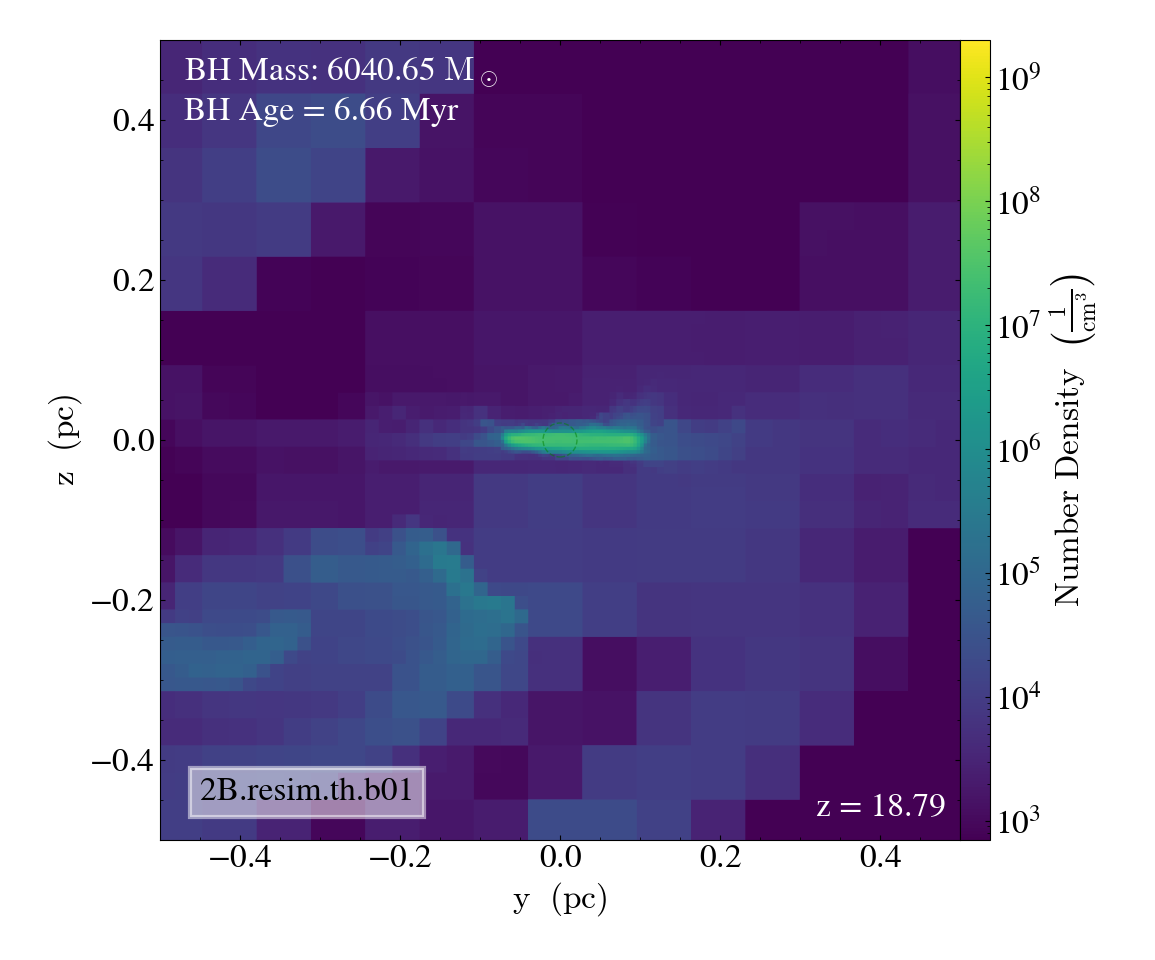 BH Mass: 6040.65 M⊙
BH Age = 6.66 Myr
0.4
0.2
0.0
−0.2
−0.4
z (pc)
2B.resim.th.b01
z = 18.79
−0.4 −0.2 0.0 0.2 0.4
y (pc)
10⁹
10⁸
10⁷
10⁶
10⁵
10⁴
10³
Number Density (1/cm³)